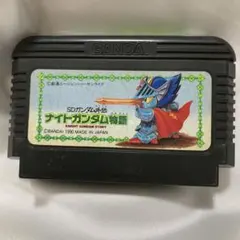 SDガンダム外伝
ナイトガンダム物語
KNIGHT GUNDAM STORY
©BANDAI 1990 MADE IN JAPAN